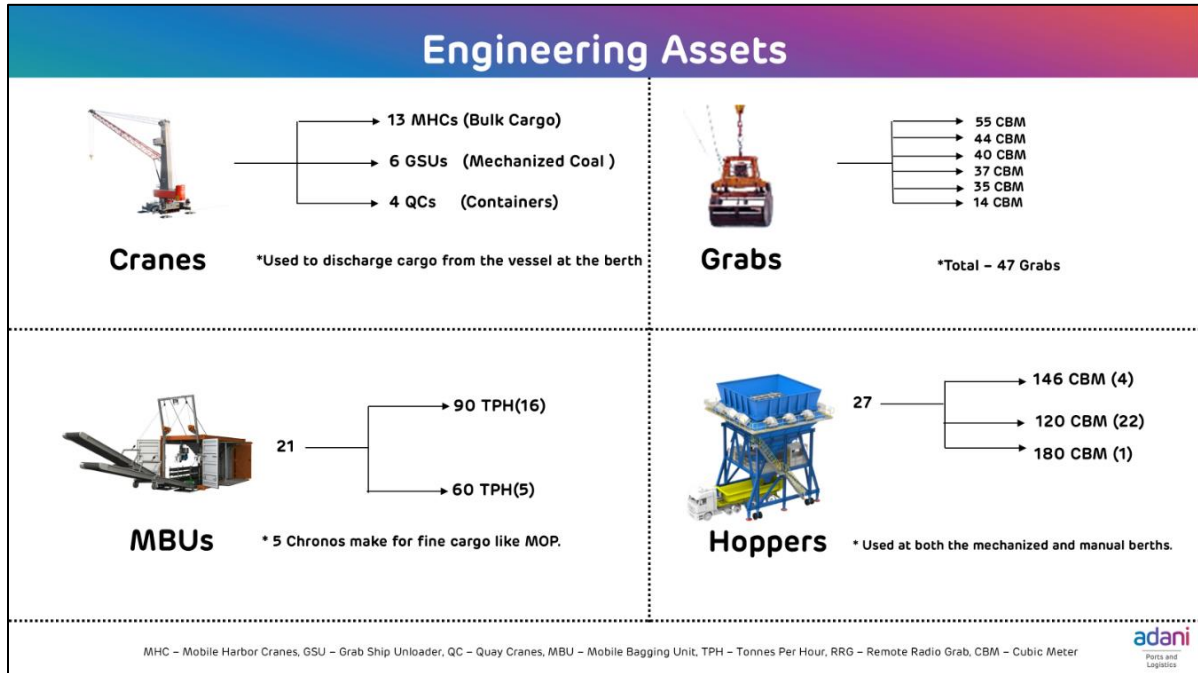 Engineering Assets
13 MHCs (Bulk Cargo)
6 GSUs (Mechanized Coal )
4 QCs (Containers)
Cranes
*Used to discharge cargo from the vessel at the berth
55 CBM
44 CBM
40 CBM
37 CBM
35 CBM
14 CBM
Grabs
*Total – 47 Grabs
21
90 TPH(16)
60 TPH(5)
MBUs
* 5 Chronos make for fine cargo like MOP.
27
146 CBM (4)
120 CBM (22)
180 CBM (1)
Hoppers
* Used at both the mechanized and manual berths.
MHC – Mobile Harbor Cranes, GSU – Grab Ship Unloader, QC – Quay Cranes, MBU – Mobile Bagging Unit, TPH – Tonnes Per Hour, RRG – Remote Radio Grab, CBM – Cubic Meter
adani
Ports and
Logistics